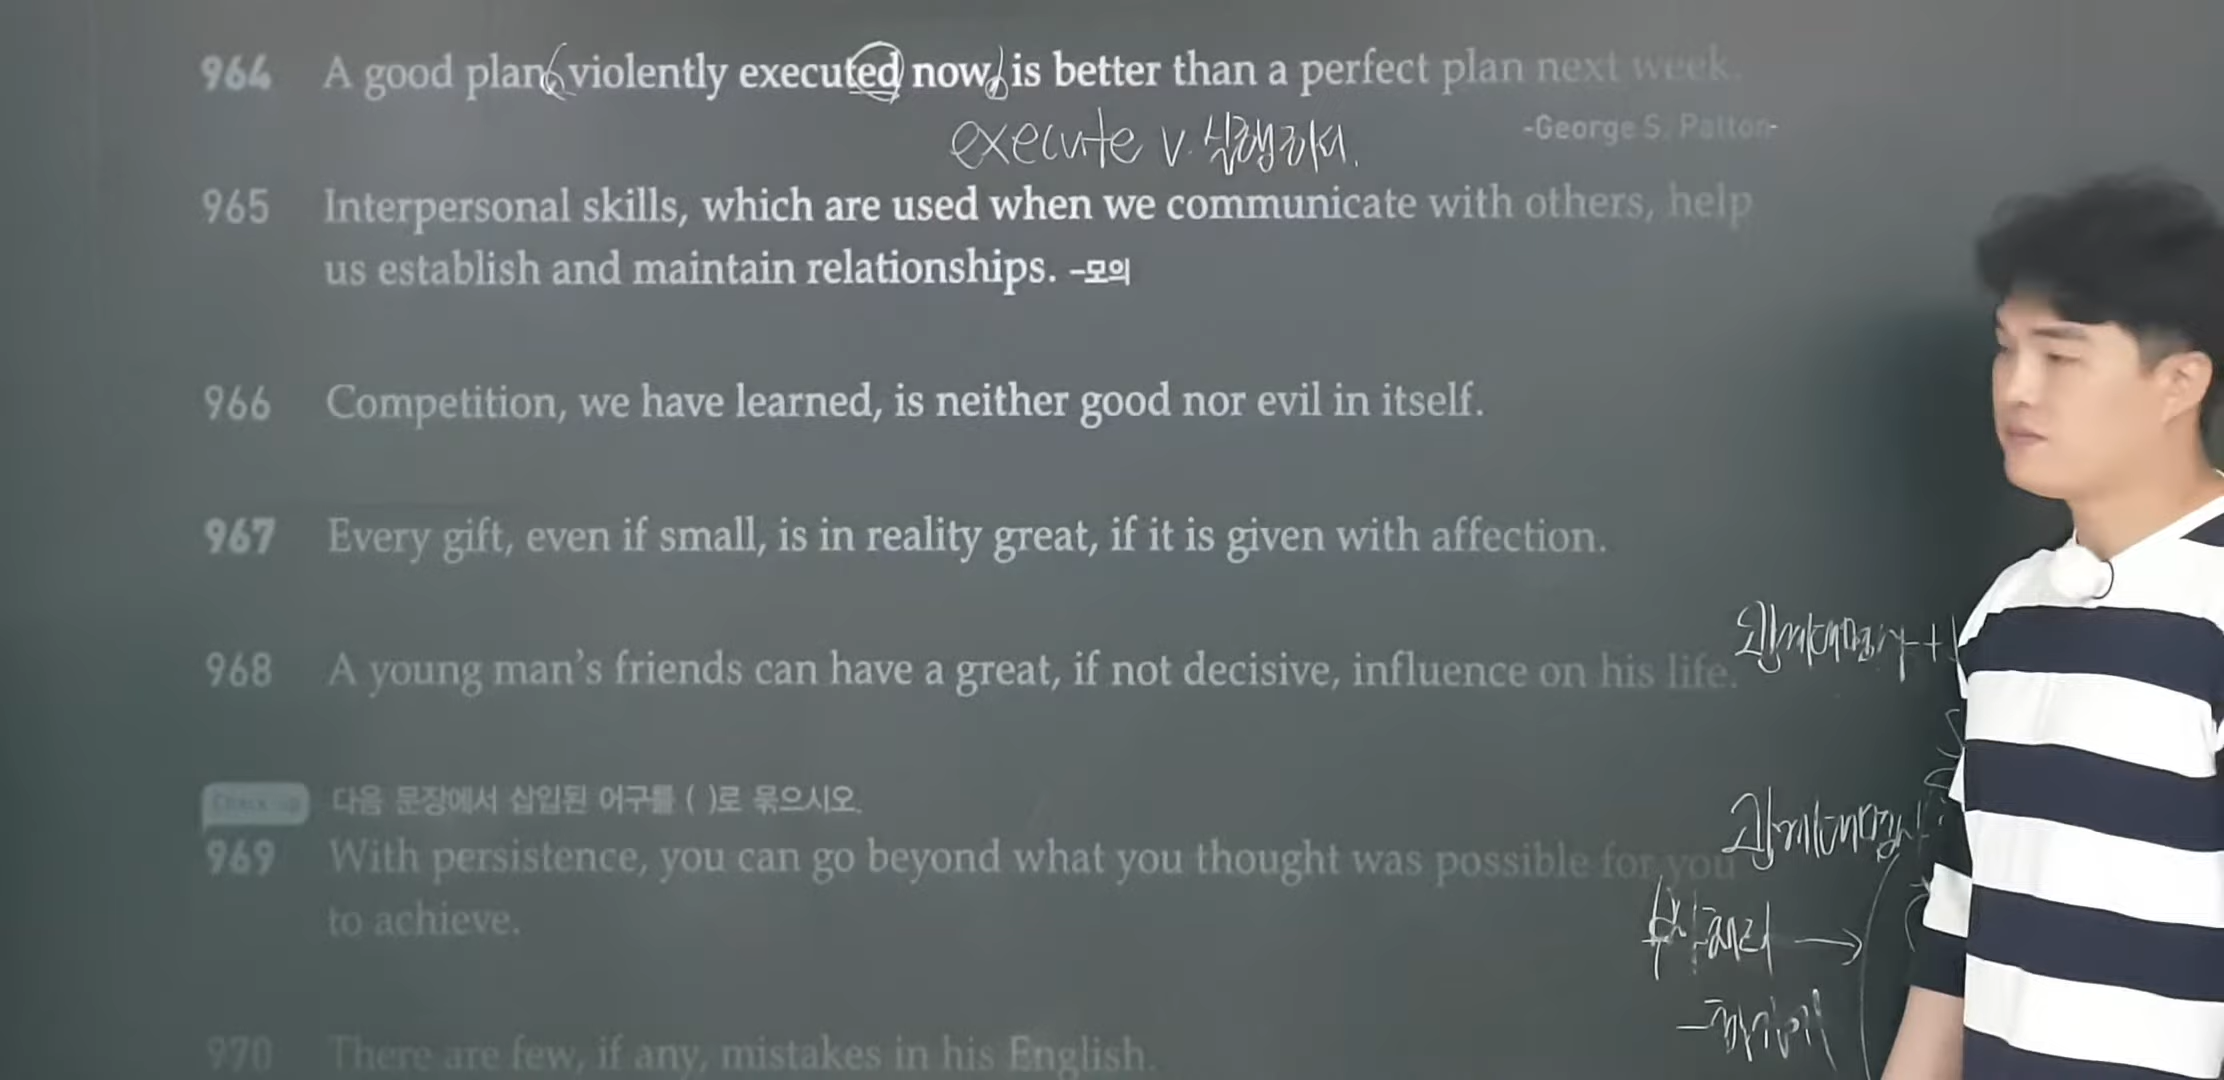 964 A good plan, violently executed now, is better than a perfect plan next week.
-George S. Patton-
execute v. 실행하다.
965 Interpersonal skills, which are used when we communicate with others, help
us establish and maintain relationships. –모의
966 Competition, we have learned, is neither good nor evil in itself.
967 Every gift, even if small, is in reality great, if it is given with affection.
968 A young man’s friends can have a great, if not decisive, influence on his life.
Check up 다음 문장에서 삽입된 어구를 ( )로 묶으시오.
969 With persistence, you can go beyond what you thought was possible for you
to achieve.
970 There are few, if any, mistakes in his English.